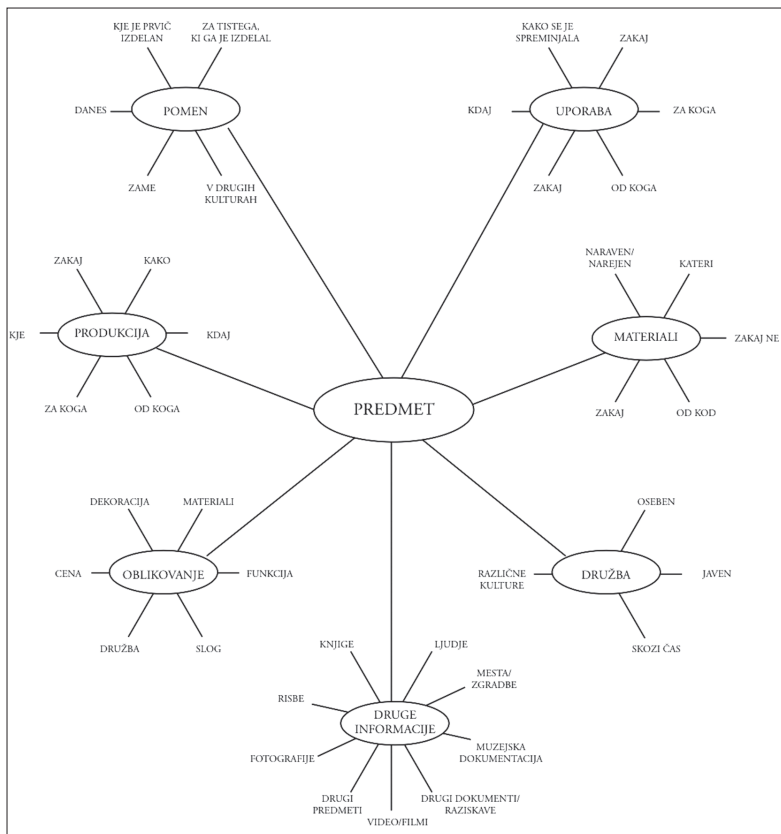 KJE JE PRVIČ
IZDELAN
ZA TISTEGA,
KI GA JE IZDELAL
DANES
POMEN
ZAME
V DRUGIH
KULTURAH
KAKO SE JE
SPREMINJALA
ZAKAJ
KDAJ
UPORABA
ZA KOGA
ZAKAJ
OD KOGA
ZAKAJ
KAKO
KJE
PRODUKCIJA
KDAJ
ZA KOGA
OD KOGA
NARAVEN/
NAREJEN
KATERI
MATERIALI
ZAKAJ NE
ZAKAJ
OD KOD
PREDMET
DEKORACIJA
MATERIALI
CENA
OBLIKOVANJE
FUNKCIJA
DRUŽBA
SLOG
OSEBEN
RAZLIČNE
KULTURE
DRUŽBA
JAVEN
SKOZI ČAS
KNJIGE
LJUDJE
RISBE
MESTA/
ZGRADBE
DRUGE
INFORMACIJE
FOTOGRAFIJE
MUZEJSKA
DOKUMENTACIJA
DRUGI
PREDMETI
VIDEO/FILMI
DRUGI DOKUMENTI/
RAZISKAVE